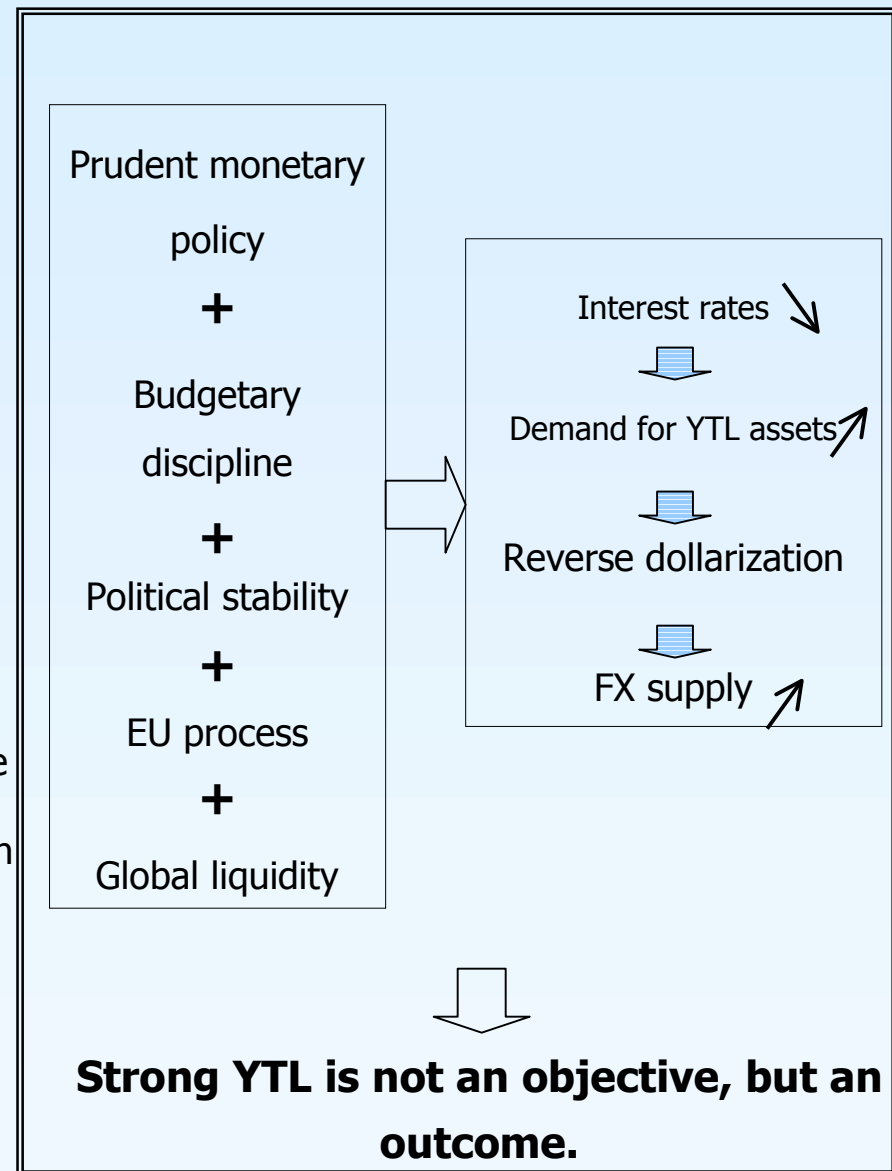 Prudent monetary
policy
+
Budgetary
discipline
+
Political stability
+
EU process
+
Global liquidity
Interest rates
Demand for YTL assets
Reverse dollarization
FX supply
e
n
Strong YTL is not an objective, but an
outcome.